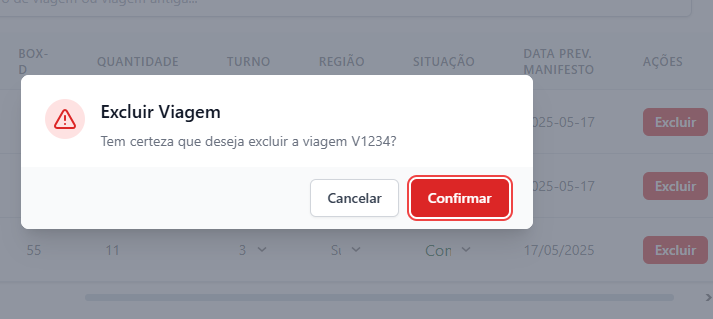 de viagem ou viagem antiga...
BOX-
D
QUANTIDADE
TURNO
REGIÃO
SITUAÇÃO
DATA PREV.
MANIFESTO
AÇÕES
Excluir Viagem
Tem certeza que deseja excluir a viagem V1234?
Cancelar
Confirmar
2025-05-17
Excluir
2025-05-17
Excluir
55 11 3 Su Con 17/05/2025 Excluir